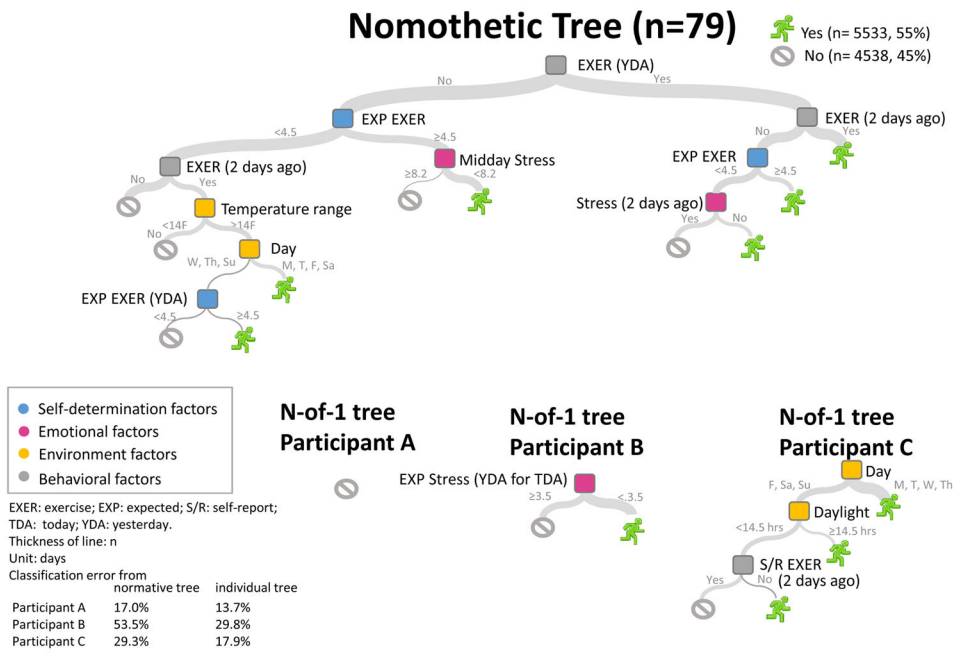 Nomothetic Tree (n=79)
Yes (n= 5533, 55%)
No (n= 4538, 45%)
EXER (YDA)
No
Yes
EXP EXER
EXER (2 days ago)
<4.5
≥4.5
No
Yes
EXER (2 days ago)
Midday Stress
EXP EXER
No
Yes
≥8.2
<8.2
<4.5
≥4.5
Temperature range
Stress (2 days ago)
<14F
>14F
Yes
No
No
Day
W, Th, Su
M, T, F, Sa
EXP EXER (YDA)
<4.5
≥4.5
Self-determination factors
Emotional factors
Environment factors
Behavioral factors
EXER: exercise; EXP: expected; S/R: self-report;
TDA: today; YDA: yesterday.
Thickness of line: n
Unit: days
Classification error from
normative tree individual tree
Participant A 17.0% 13.7%
Participant B 53.5% 29.8%
Participant C 29.3% 17.9%
N-of-1 tree
Participant A
N-of-1 tree
Participant B
EXP Stress (YDA for TDA)
≥3.5
<.3.5
N-of-1 tree
Participant C
Day
F, Sa, Su
M, T, W, Th
Daylight
<14.5 hrs
≥14.5 hrs
S/R EXER
(2 days ago)
Yes
No